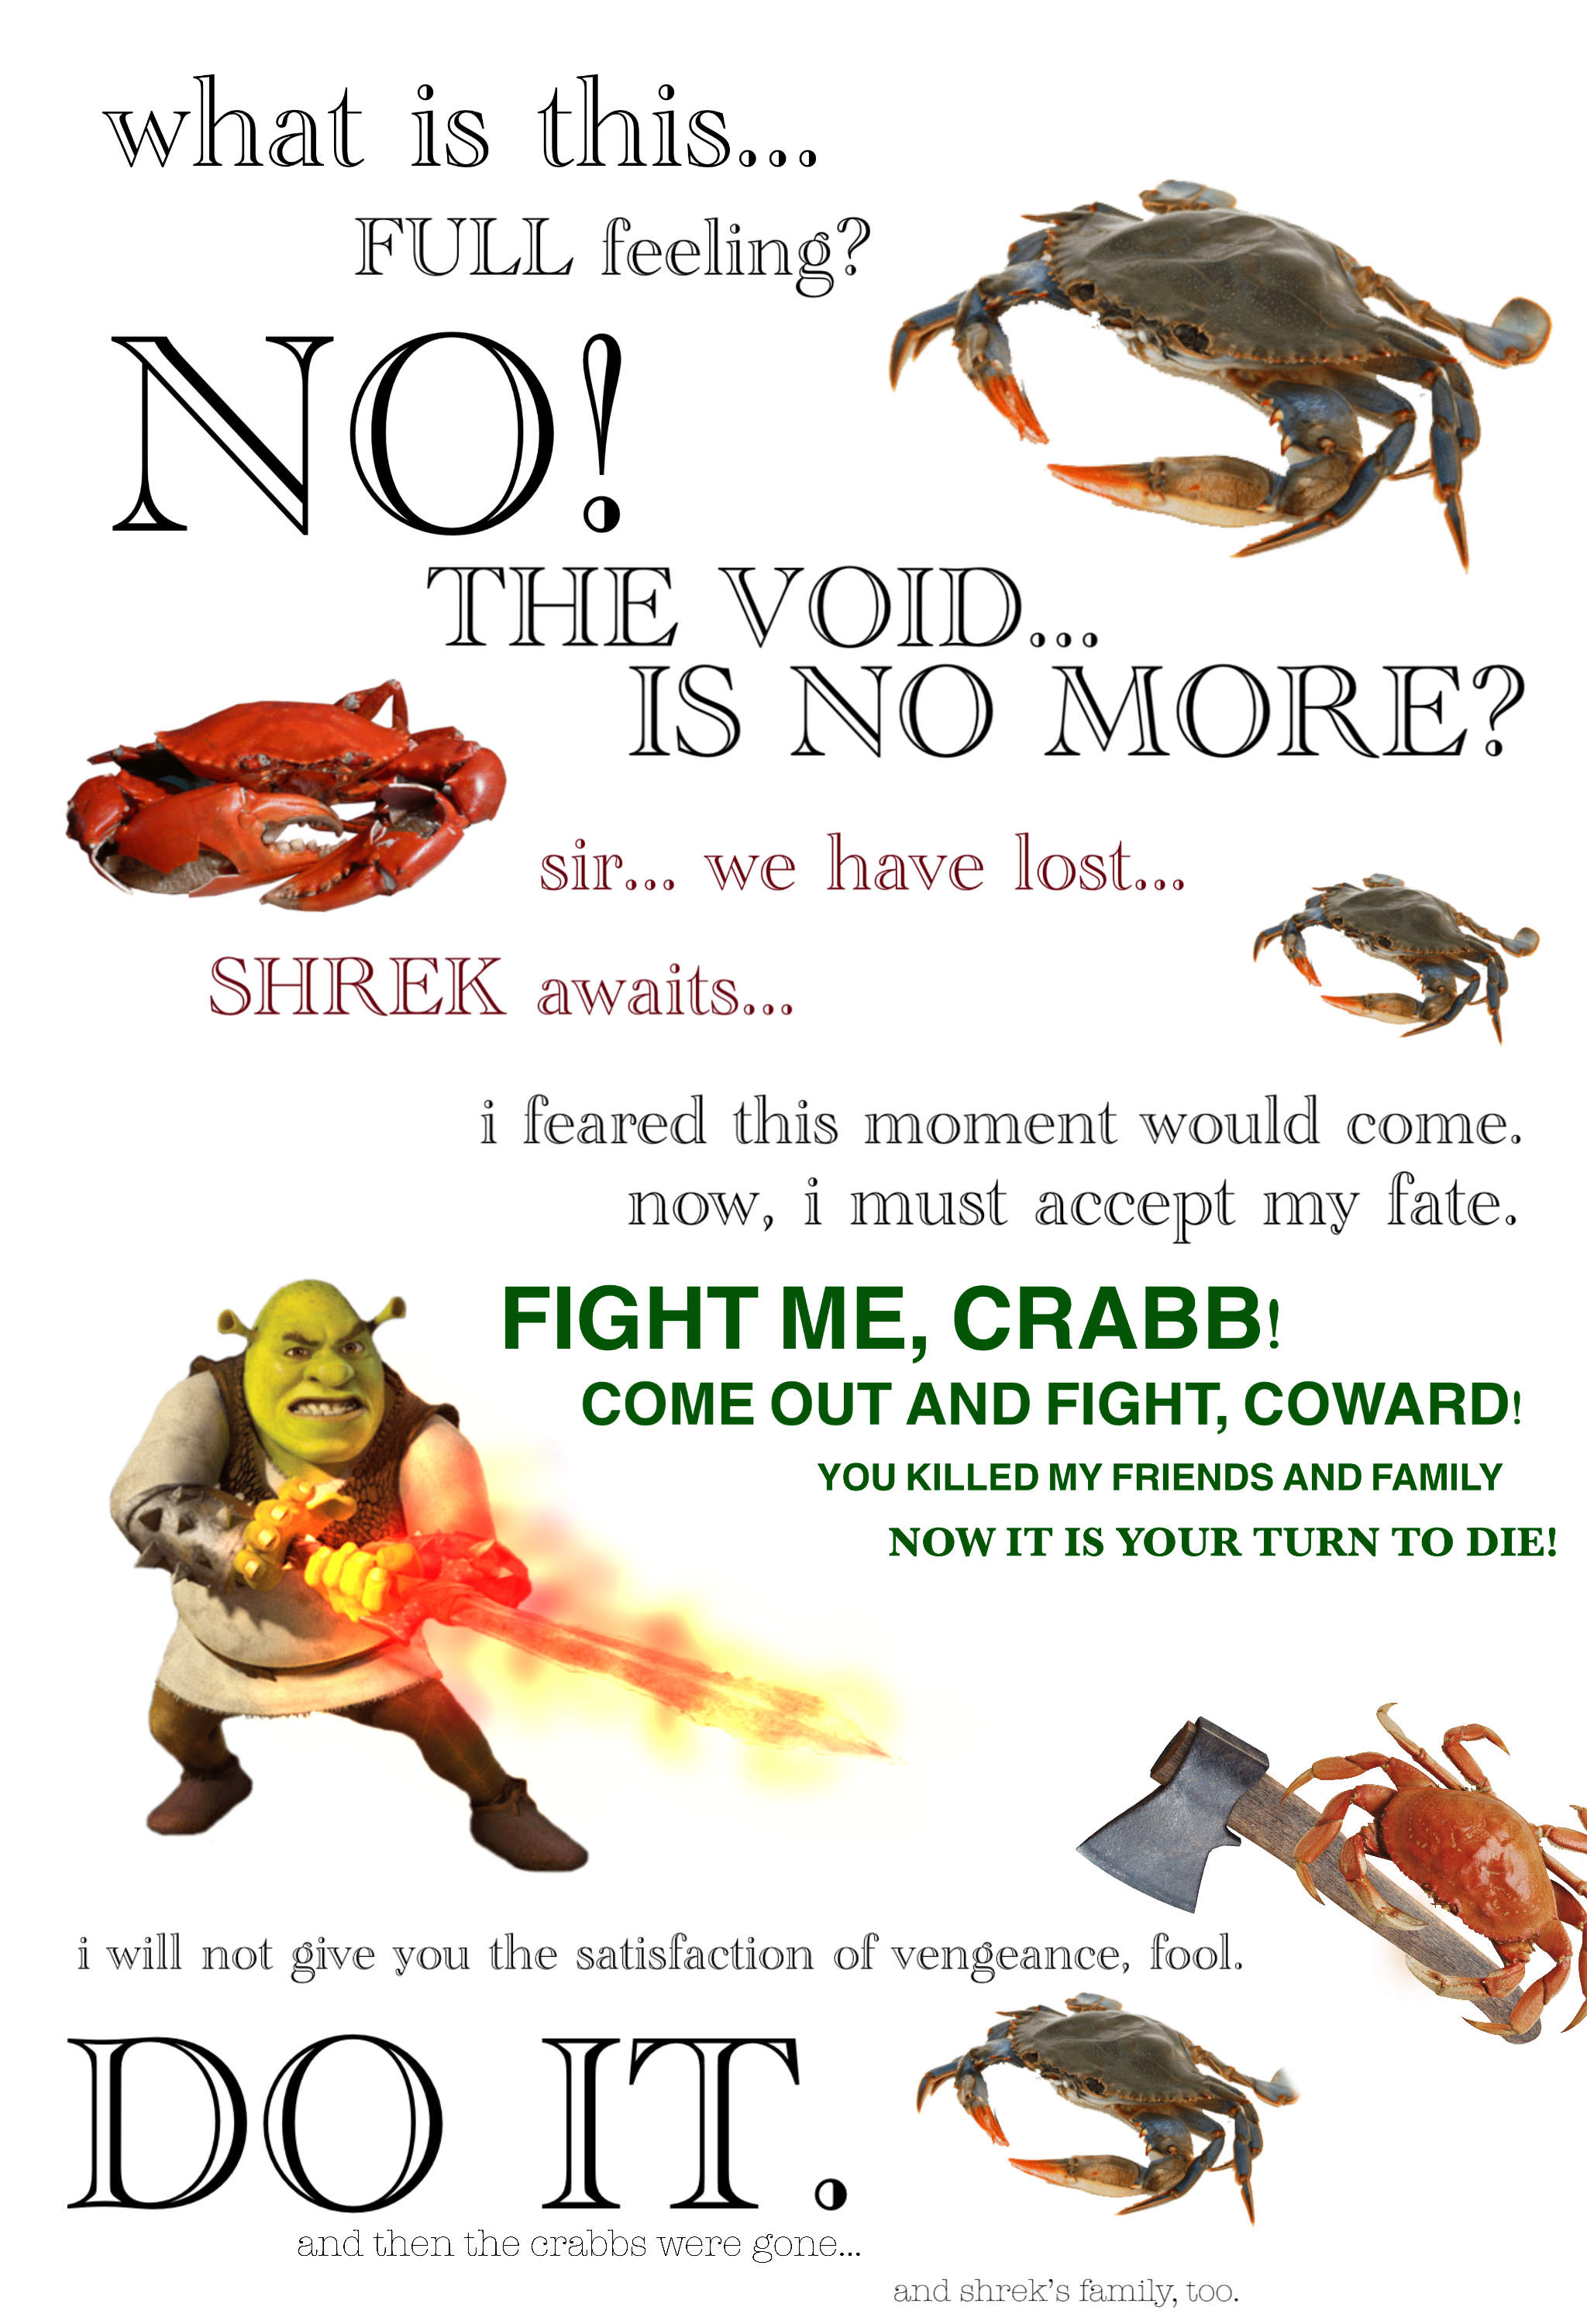 what is this...
FULL feeling?
NO!
THE VOID...
IS NO MORE?
sir... we have lost...
SHREK awaits...
i feared this moment would come.
now, i must accept my fate.
FIGHT ME, CRABB!
COME OUT AND FIGHT, COWARD!
YOU KILLED MY FRIENDS AND FAMILY
NOW IT IS YOUR TURN TO DIE!
i will not give you the satisfaction of vengeance, fool.
DO IT.
and then the crabbs were gone...
and shrek's family, too.